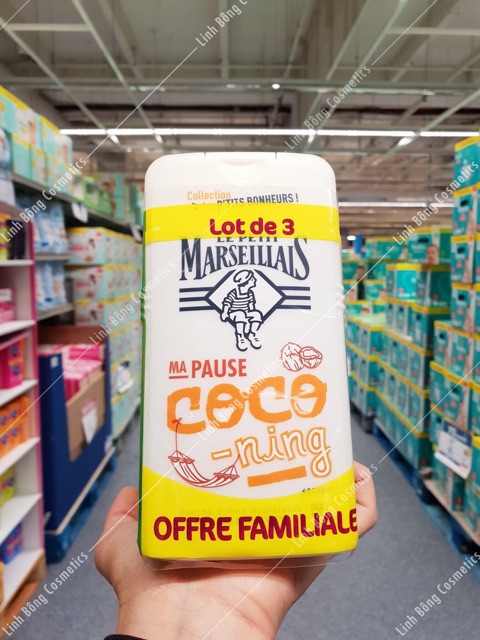 Collection
P'TITS BONHEURS !
Lot de 3
LE PETIT
MARSEILLAIS
MA PAUSE
COCO
-ning
OFFRE FAMILIALE
Linh Bông Cosmetics